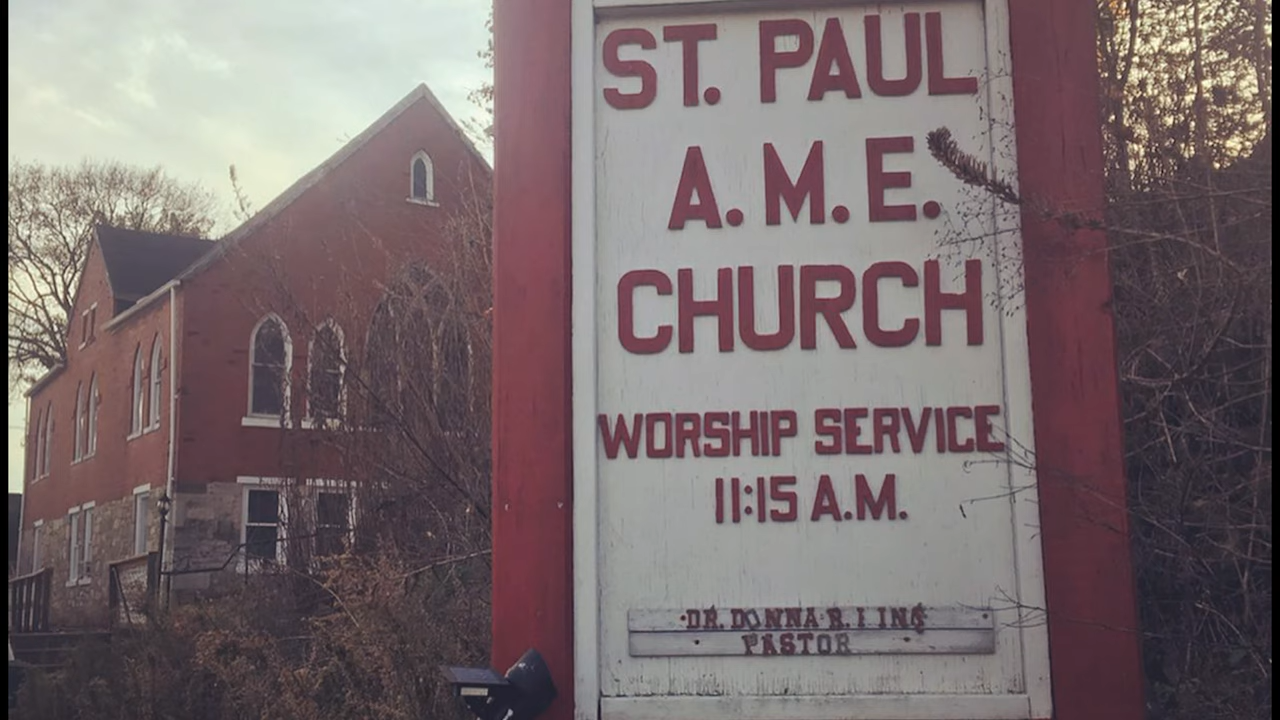 ST. PAUL
A. M. E.
CHURCH
WORSHIP SERVICE
11:15 A.M.
DR. DONNA R.
PASTOR